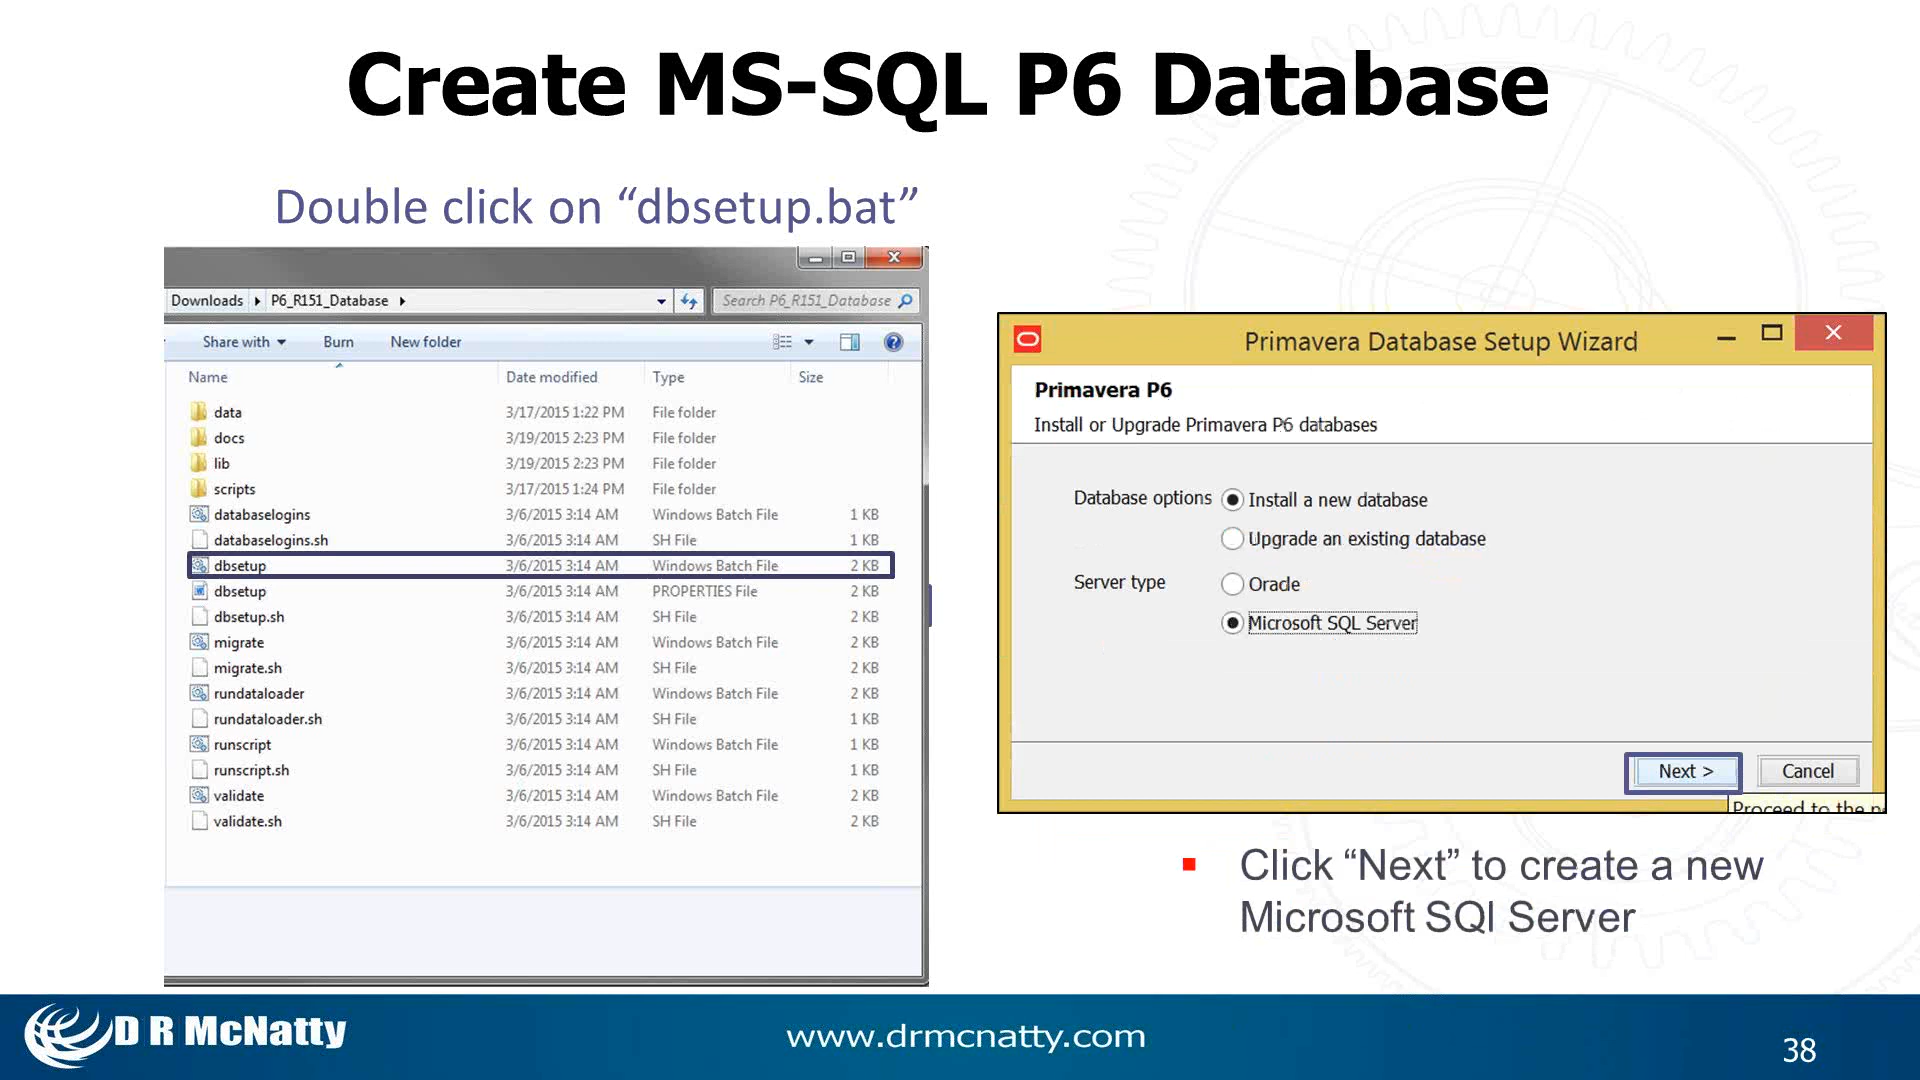 Create MS-SQL P6 Database
Double click on “dbsetup.bat”
Downloads P6_R151_Database
Search P6_R151_Database
Share with Burn New folder
Name Date modified Type Size
data 3/17/2015 1:22 PM File folder
docs 3/19/2015 2:23 PM File folder
lib 3/19/2015 2:23 PM File folder
scripts 3/17/2015 1:24 PM File folder
databaselogins 3/6/2015 3:14 AM Windows Batch File 1 KB
databaselogins.sh 3/6/2015 3:14 AM SH File 1 KB
dbsetup 3/6/2015 3:14 AM Windows Batch File 2 KB
dbsetup 3/6/2015 3:14 AM PROPERTIES File 2 KB
dbsetup.sh 3/6/2015 3:14 AM SH File 2 KB
migrate 3/6/2015 3:14 AM Windows Batch File 2 KB
migrate.sh 3/6/2015 3:14 AM SH File 2 KB
rundataloader 3/6/2015 3:14 AM Windows Batch File 2 KB
rundataloader.sh 3/6/2015 3:14 AM SH File 1 KB
runscript 3/6/2015 3:14 AM Windows Batch File 1 KB
runscript.sh 3/6/2015 3:14 AM SH File 1 KB
validate 3/6/2015 3:14 AM Windows Batch File 2 KB
validate.sh 3/6/2015 3:14 AM SH File 2 KB
Primavera Database Setup Wizard
Primavera P6
Install or Upgrade Primavera P6 databases
Database options Install a new database
Upgrade an existing database
Server type Oracle
Microsoft SQL Server
Next > Cancel
Proceed to the
Click “Next” to create a new
Microsoft SQl Server
D R McNatty
www.drmcnatty.com
38